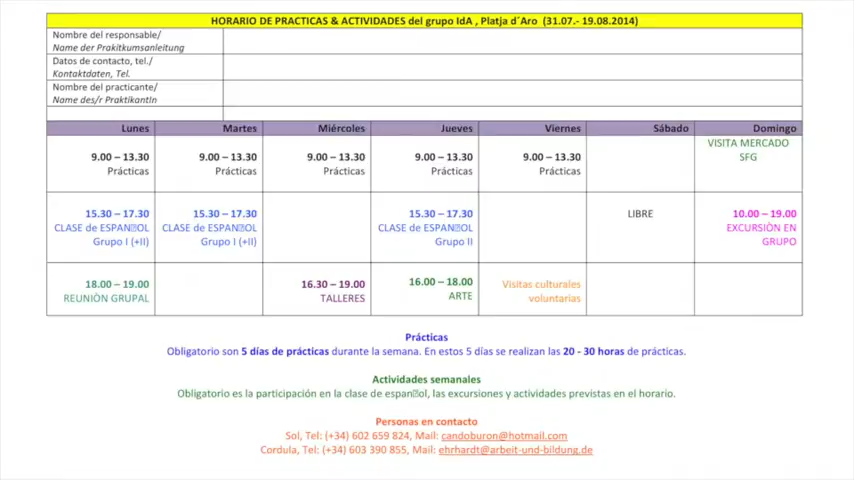 HORARIO DE PRACTICAS & ACTIVIDADES del grupo IdA , Platja d´Aro (31.07.- 19.08.2014)
Nombre del responsable/
Name der Prakitkumsanleitung
Datos de contacto, tel./
Kontaktdaten, Tel.
Nombre del practicante/
Name des/r PraktikantIn
Lunes Martes Miércoles Jueves Viernes Sábado Domingo
VISITA MERCADO
SFG
9.00 – 13.30 9.00 – 13.30 9.00 – 13.30 9.00 – 13.30 9.00 – 13.30
Prácticas Prácticas Prácticas Prácticas Prácticas
15.30 – 17.30 15.30 – 17.30 15.30 – 17.30 LIBRE 10.00 – 19.00
CLASE de ESPAN⍰OL CLASE de ESPAN⍰OL CLASE de ESPAN⍰OL EXCURSIÒN EN
Grupo I (+II) Grupo I (+II) Grupo II GRUPO
18.00 – 19.00 16.30 – 19.00 16.00 – 18.00 Visitas culturales
REUNIÒN GRUPAL TALLERES ARTE voluntarias
Prácticas
Obligatorio son 5 días de prácticas durante la semana. En estos 5 días se realizan las 20 - 30 horas de prácticas.
Actividades semanales
Obligatorio es la participación en la clase de espan⍰ol, las excursiones y actividades previstas en el horario.
Personas en contacto
Sol, Tel: (+34) 602 659 824, Mail: candoburon@hotmail.com
Cordula, Tel: (+34) 603 390 855, Mail: ehrhardt@arbeit-und-bildung.de